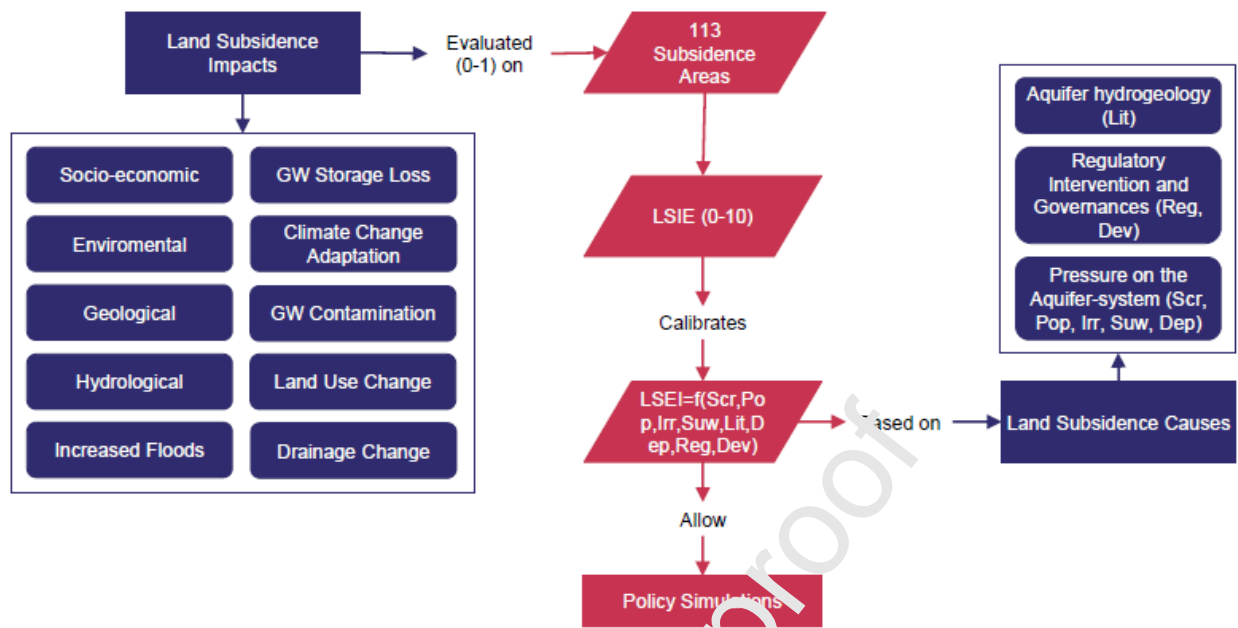 Land Subsidence
Impacts
Evaluated
(0-1) on
113
Subsidence
Areas
Socio-economic
GW Storage Loss
Enviromental
Climate Change
Adaptation
Geological
GW Contamination
Hydrological
Land Use Change
Increased Floods
Drainage Change
LSIE (0-10)
Calibrates
LSEI=f(Scr,Po
p,Irr,Suw,Lit,D
ep,Reg,Dev)
Based on
Land Subsidence Causes
Aquifer hydrogeology
(Lit)
Regulatory
Intervention and
Governances (Reg,
Dev)
Pressure on the
Aquifer-system (Scr,
Pop, Irr, Suw, Dep)
Allow
Policy Simulations
proof